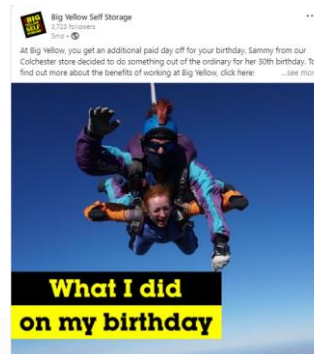 BIG
SELF
Big Yellow Self Storage
3,723 followers
5mo •
At Big Yellow, you get an additional paid day off for your birthday. Sammy from our
Colchester store decided to do something out of the ordinary for her 30th birthday. To
find out more about the benefits of working at Big Yellow, click here: ...see more
What I did
on my birthday